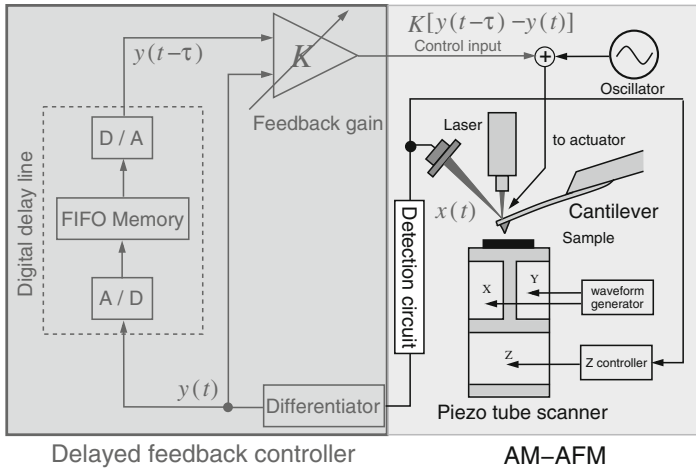 K[y(t−τ) −y(t)]
Control input
y(t−τ)
K
Feedback gain
Oscillator
Laser
to actuator
D / A
Digital delay line
FIFO Memory
A / D
x(t)
Detection circuit
Cantilever
Sample
X
Y
waveform
generator
Z
Z controller
y(t)
Differentiator
Piezo tube scanner
Delayed feedback controller
AM−AFM